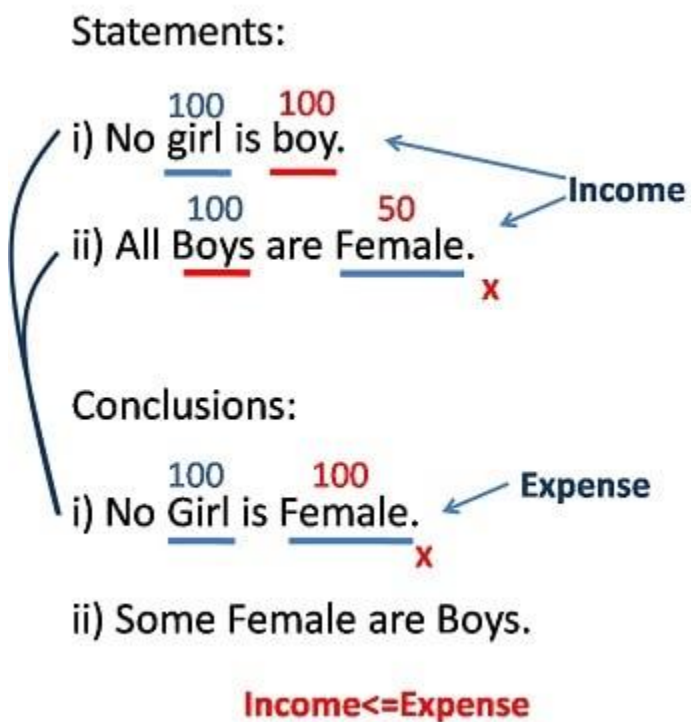 Statements:
100 100
i) No girl is boy.
Income
100 50
ii) All Boys are Female.
x
Conclusions:
100 100
Expense
i) No Girl is Female.
x
ii) Some Female are Boys.
Income<=Expense